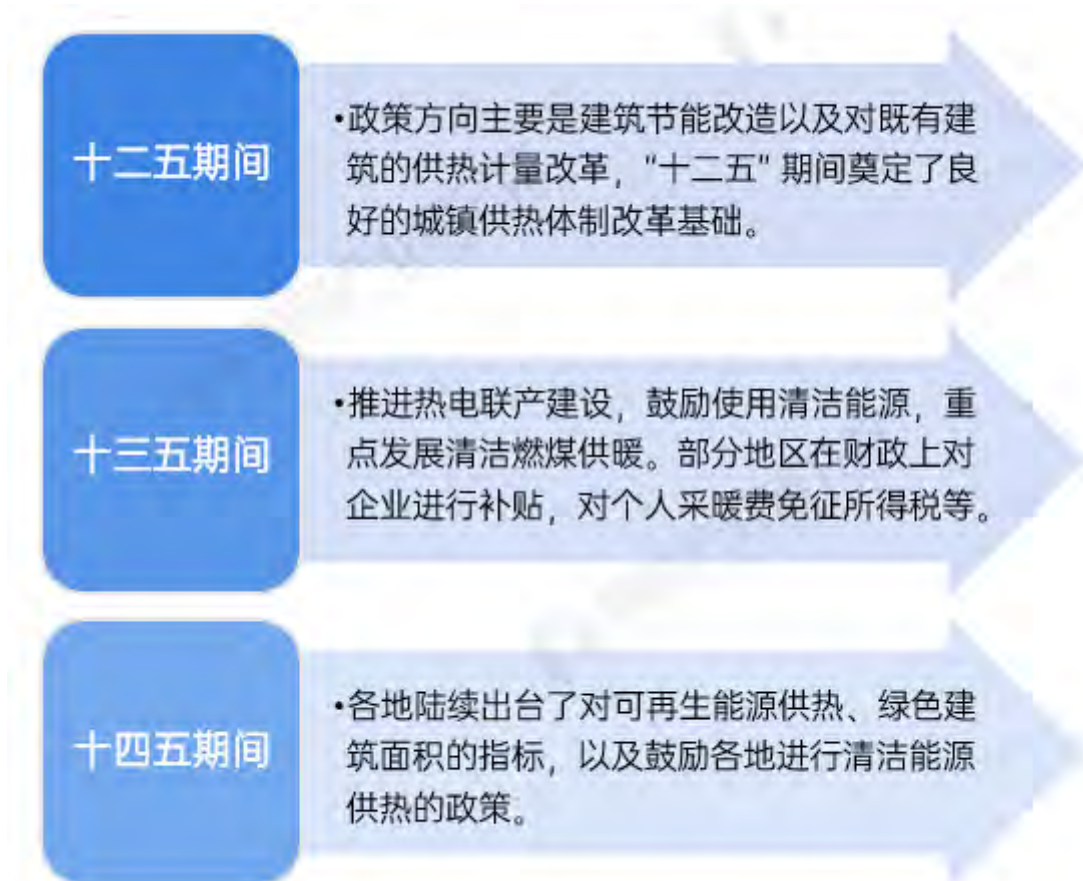 十二五期间
•政策方向主要是建筑节能改造以及对既有建
筑的供热计量改革，“十二五”期间奠定了良
好的城镇供热体制改革基础。
十三五期间
•推进热电联产建设，鼓励使用清洁能源，重
点发展清洁燃煤供暖。部分地区在财政上对
企业进行补贴，对个人采暖费免征所得税等。
十四五期间
•各地陆续出台了对可再生能源供热、绿色建
筑面积的指标，以及鼓励各地进行清洁能源
供热的政策。